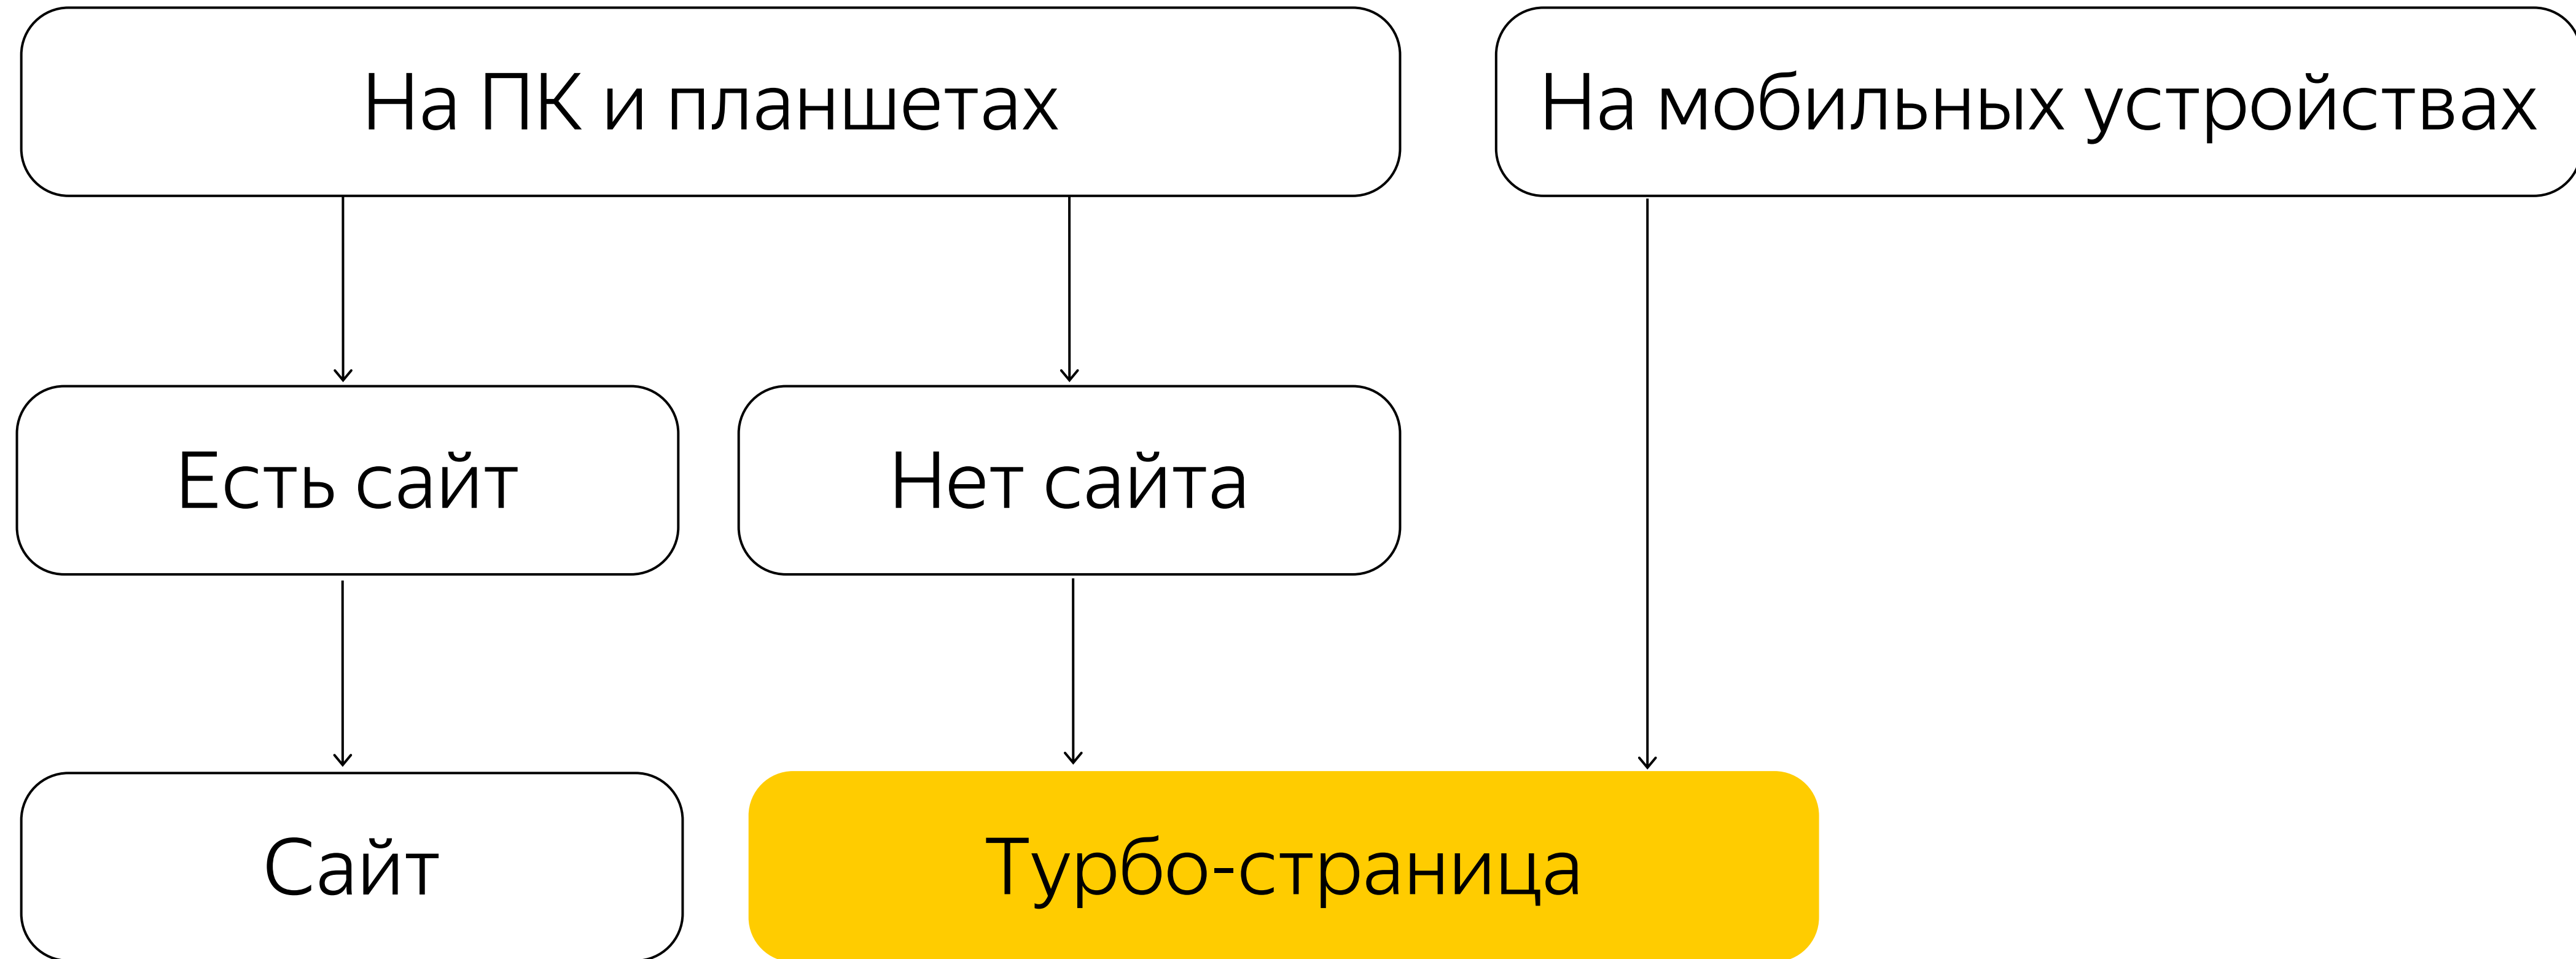 На ПК и планшетах
На мобильных устройствах
Есть сайт
Нет сайта
Сайт
Турбо-страница